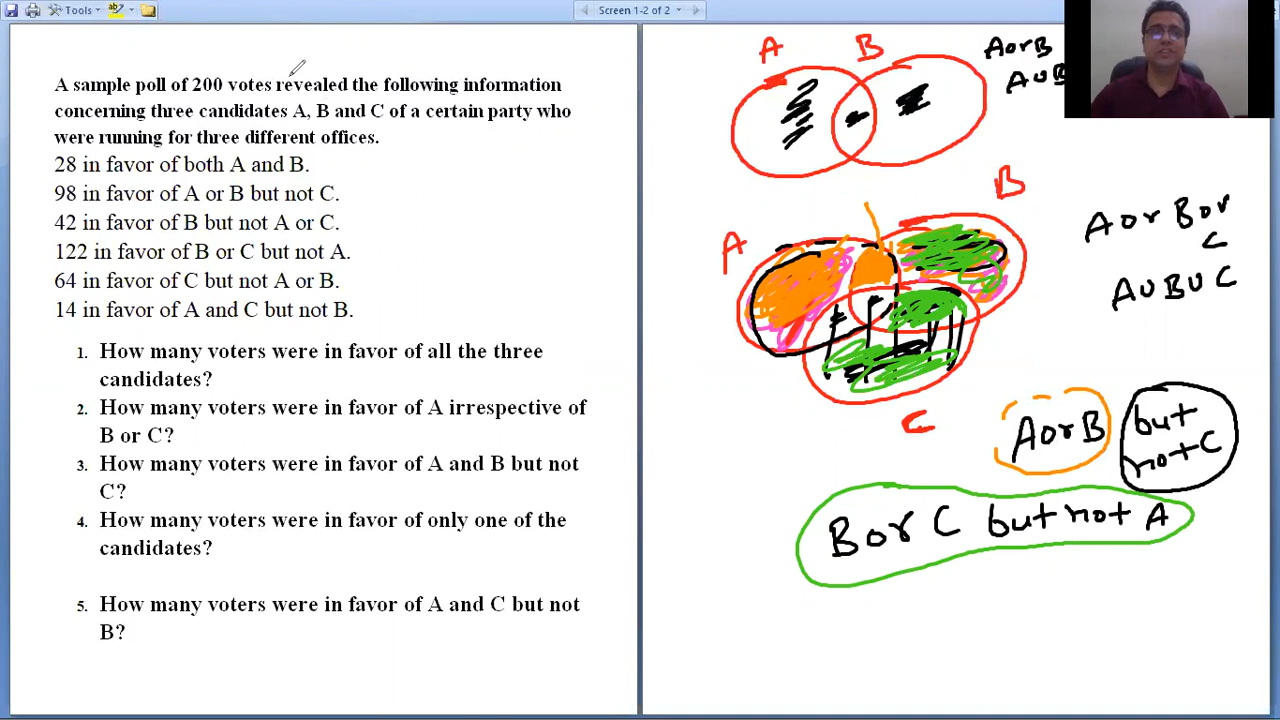 Tools
Screen 1-2 of 2
A sample poll of 200 votes revealed the following information
concerning three candidates A, B and C of a certain party who
were running for three different offices.
28 in favor of both A and B.
98 in favor of A or B but not C.
42 in favor of B but not A or C.
122 in favor of B or C but not A.
64 in favor of C but not A or B.
14 in favor of A and C but not B.
1. How many voters were in favor of all the three
candidates?
2. How many voters were in favor of A irrespective of
B or C?
3. How many voters were in favor of A and B but not
C?
4. How many voters were in favor of only one of the
candidates?
5. How many voters were in favor of A and C but not
B?
A
B
A or B
A U B
A
B
C
A or B or
C
A U B U C
A or B
but
not C
B or C but not A